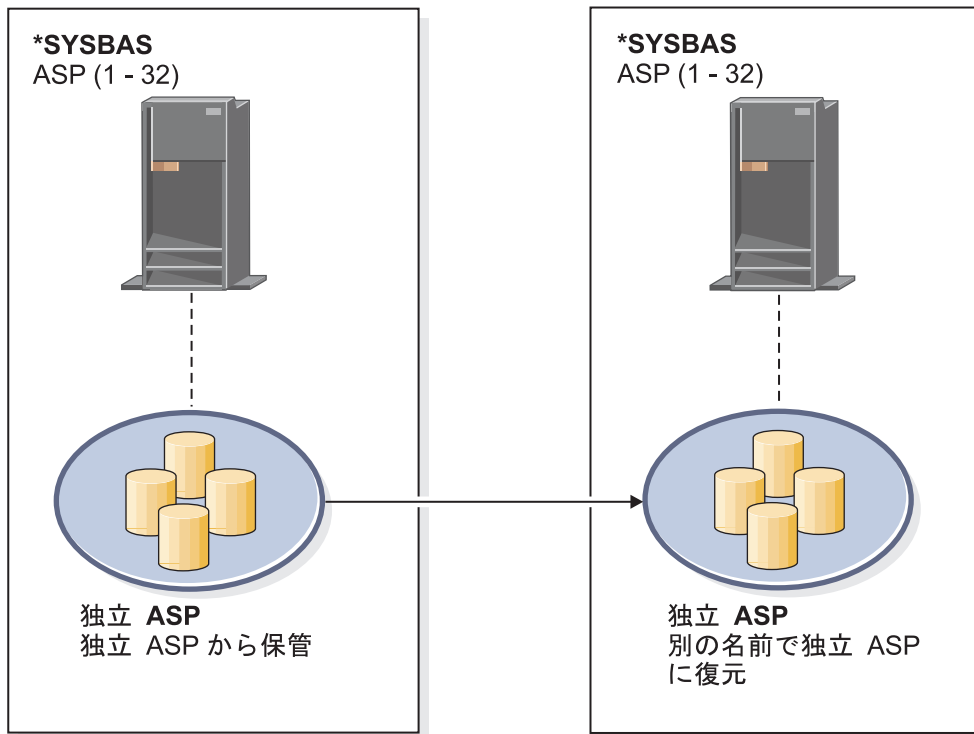 *SYSBAS
ASP (1 - 32)
独立 ASP
独立 ASP から保管
*SYSBAS
ASP (1 - 32)
独立 ASP
別の名前で独立 ASP
に復元